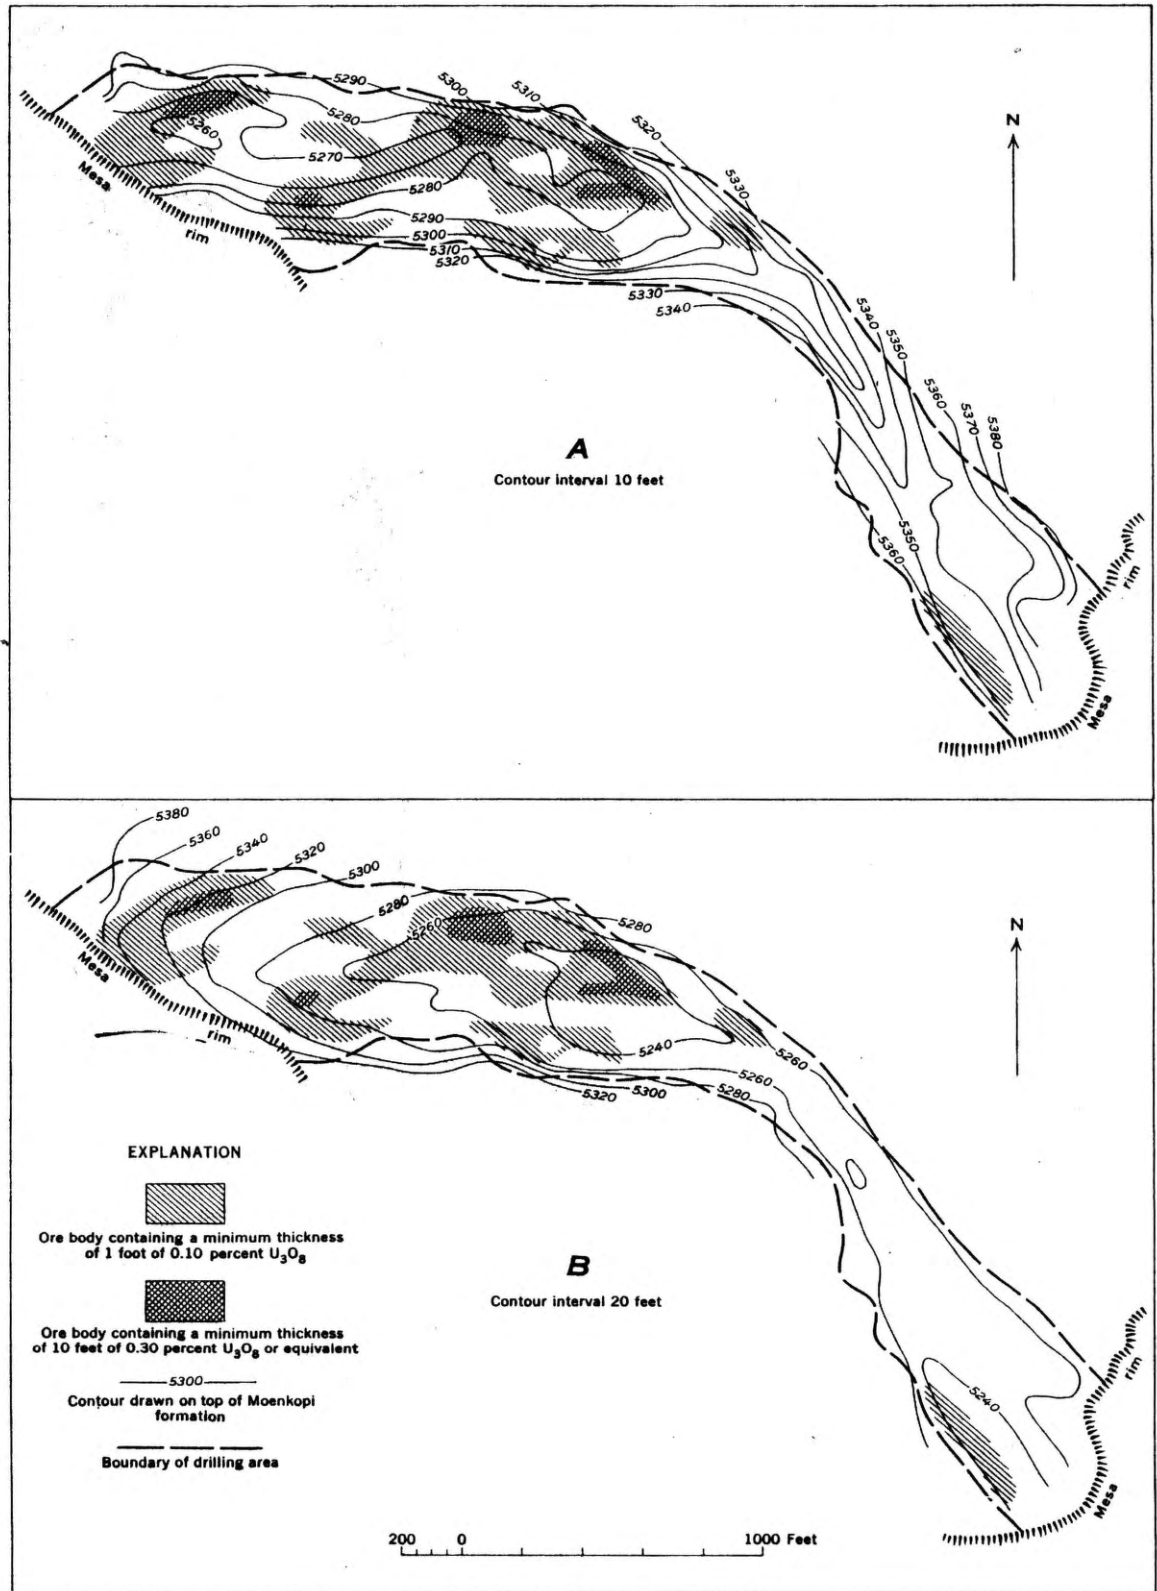 5290
5300
5310
5320
5330
5340
5350
5360
5370
5380
N
5280
5260
5270
5280
5290
5300
5310
5320
5330
5340
5350
5360
Mesa
rim
A
Contour interval 10 feet
rim
Mesa
5380
5360
5340
5320
5300
5280
5260
5280
N
Mesa
rim
5240
5260
5260
5280
5300
5320
EXPLANATION
Ore body containing a minimum thickness
of 1 foot of 0.10 percent U3O8
Ore body containing a minimum thickness
of 10 feet of 0.30 percent U3O8 or equivalent
5300
Contour drawn on top of Moenkopi
formation
Boundary of drilling area
B
Contour interval 20 feet
5240
rim
Mesa
200 0 1000 Feet